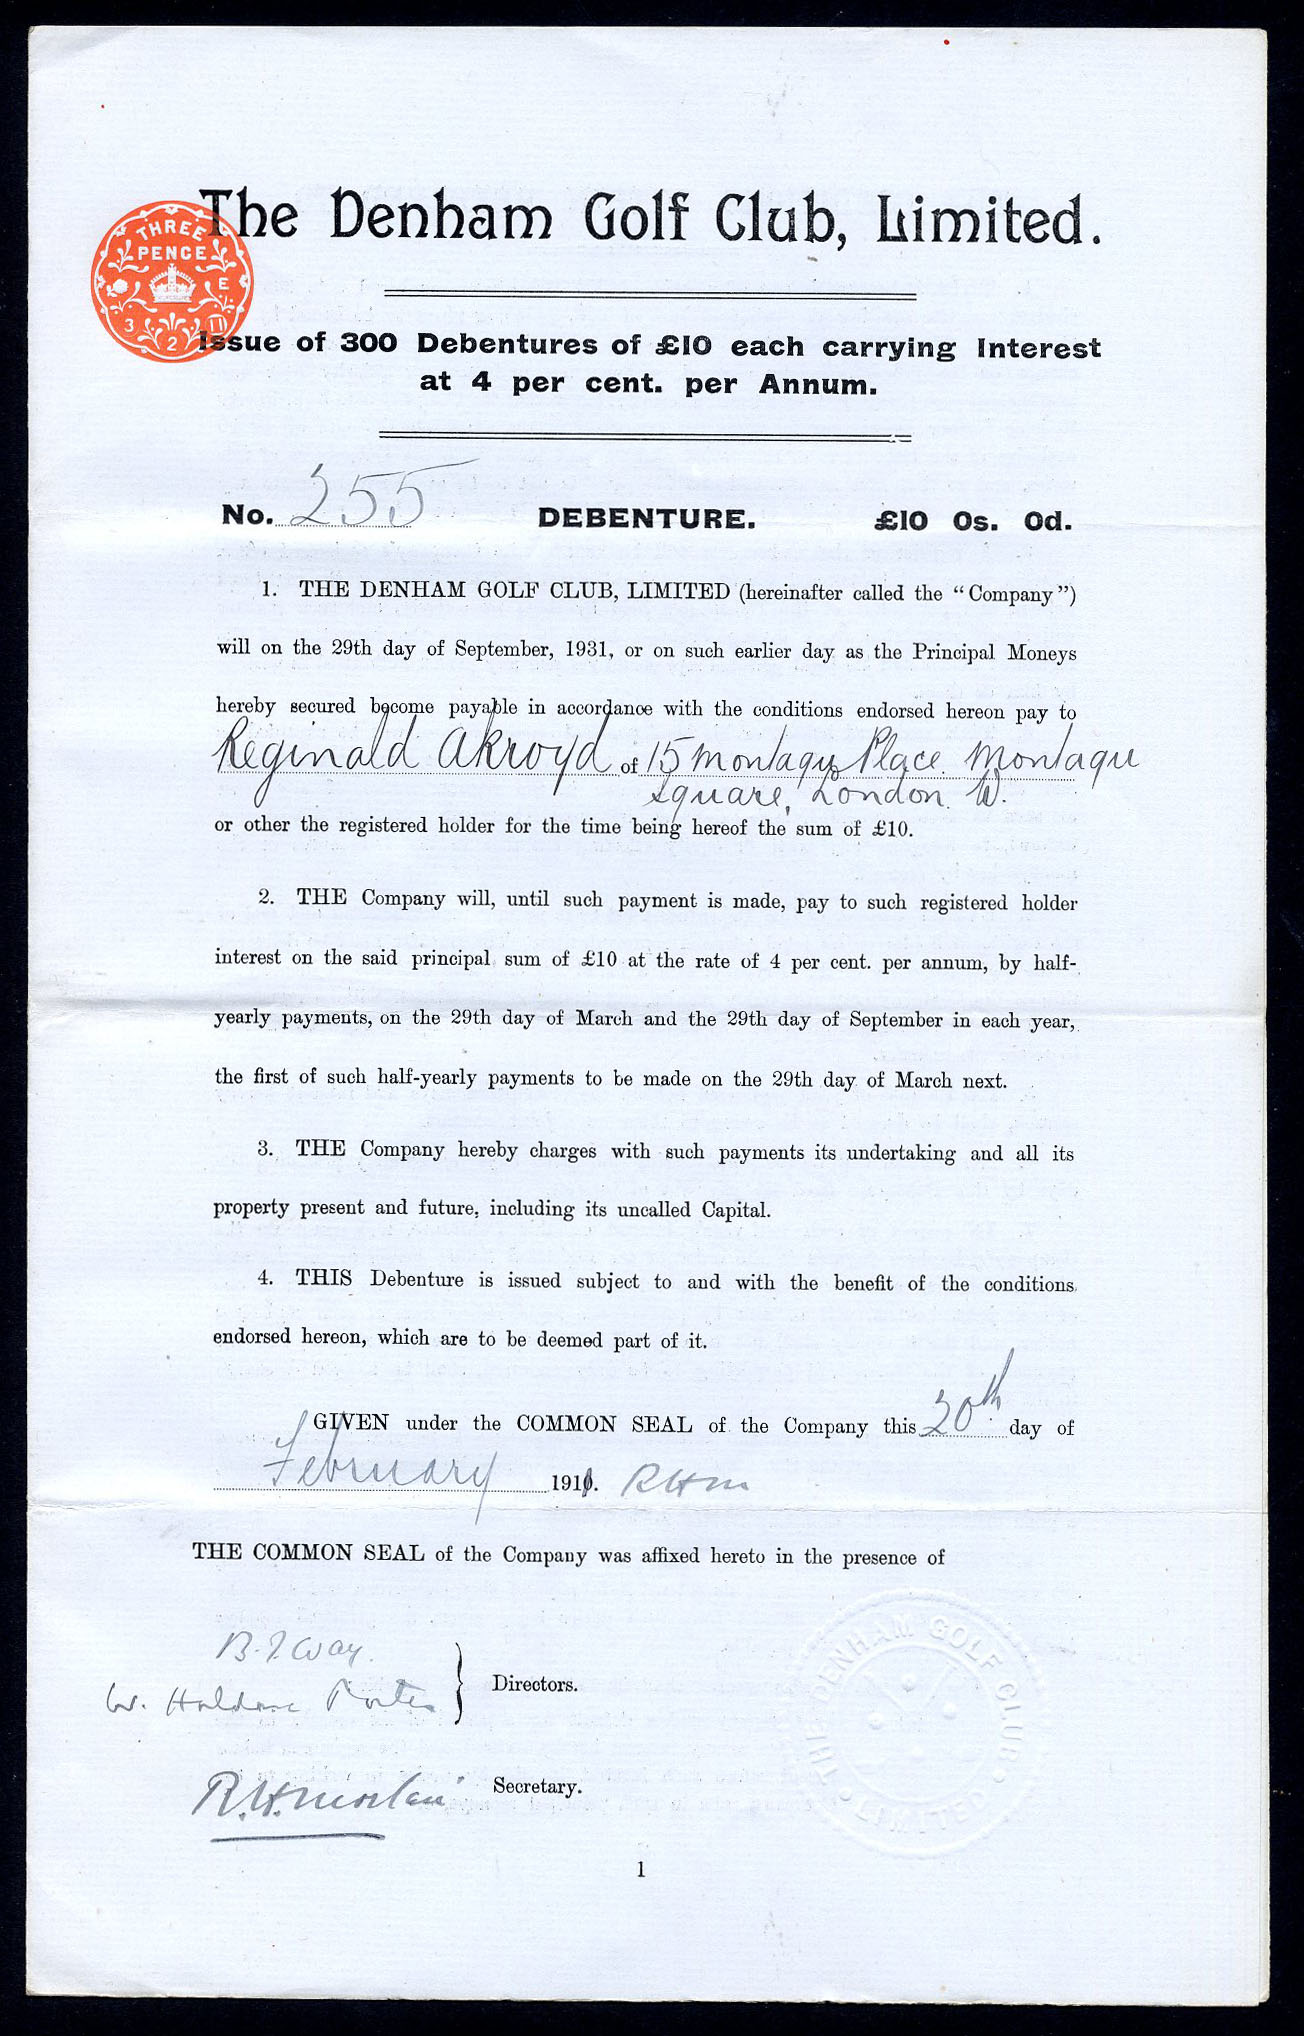 The Denham Golf Club, Limited.
THREE
PENCE
E
3 11
2
Issue of 300 Debentures of £10 each carrying Interest
at 4 per cent. per Annum.
No. 255 DEBENTURE. £10 0s. 0d.
1. THE DENHAM GOLF CLUB, LIMITED (hereinafter called the "Company")
will on the 29th day of September, 1931, or on such earlier day as the Principal Moneys
hereby secured become payable in accordance with the conditions endorsed hereon pay to
Reginald Akroyd of 15 Montagu Place Montagu
Square, London. W.
or other the registered holder for the time being hereof the sum of £10.
2. THE Company will, until such payment is made, pay to such registered holder
interest on the said principal sum of £10 at the rate of 4 per cent. per annum, by half-
yearly payments, on the 29th day of March and the 29th day of September in each year,
the first of such half-yearly payments to be made on the 29th day of March next.
3. THE Company hereby charges with such payments its undertaking and all its
property present and future, including its uncalled Capital.
4. THIS Debenture is issued subject to and with the benefit of the conditions
endorsed hereon, which are to be deemed part of it.
GIVEN under the COMMON SEAL of the Company this 20th day of
February 1911. RHM
THE COMMON SEAL of the Company was affixed hereto in the presence of
THE DENHAM GOLF CLUB
LIMITED
Way.
W. Haldane Porter } Directors.
R.H. Secretary.
1